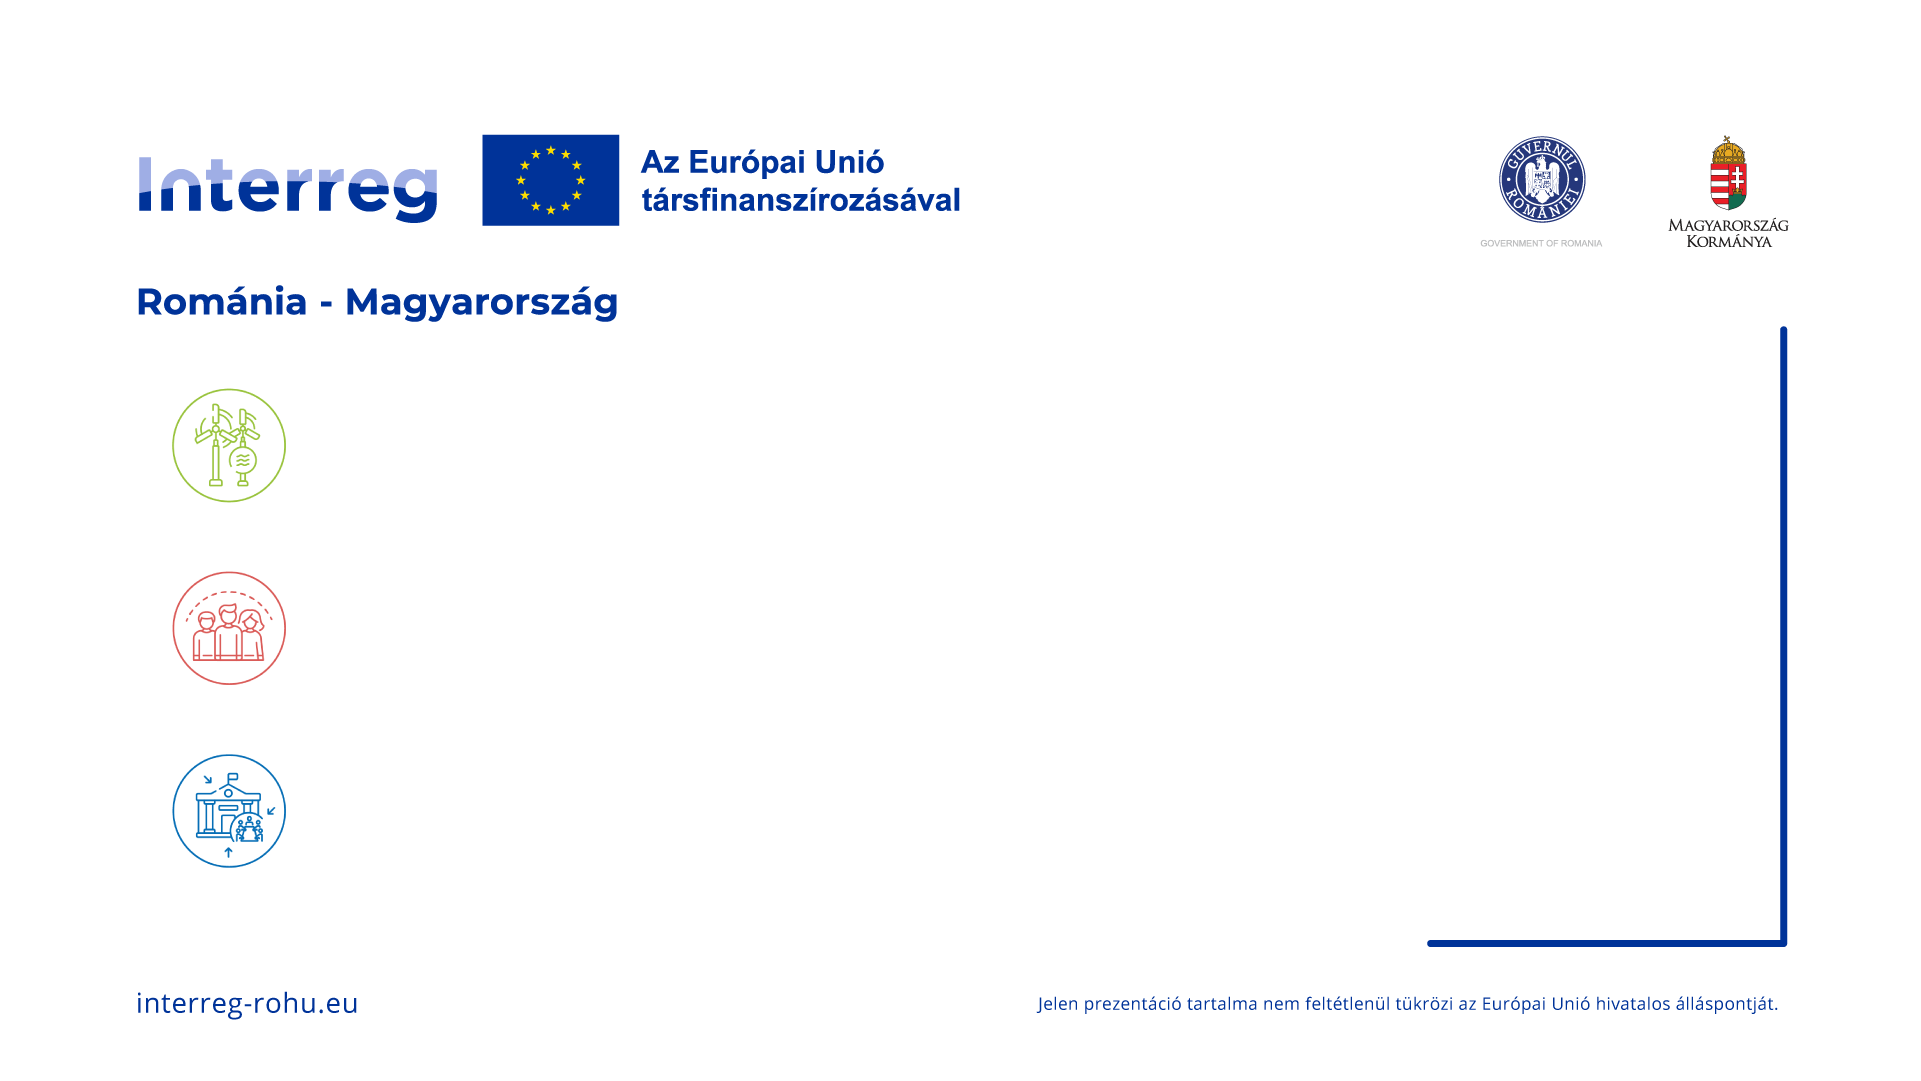 Interreg
Az Európai Unió
társfinanszírozásával
GUVERNUL
ROMÂNIEI
GOVERNMENT OF ROMANIA
MAGYARORSZÁG
KORMÁNYA
Románia - Magyarország
interreg-rohu.eu
Jelen prezentáció tartalma nem feltétlenül tükrözi az Európai Unió hivatalos álláspontját.